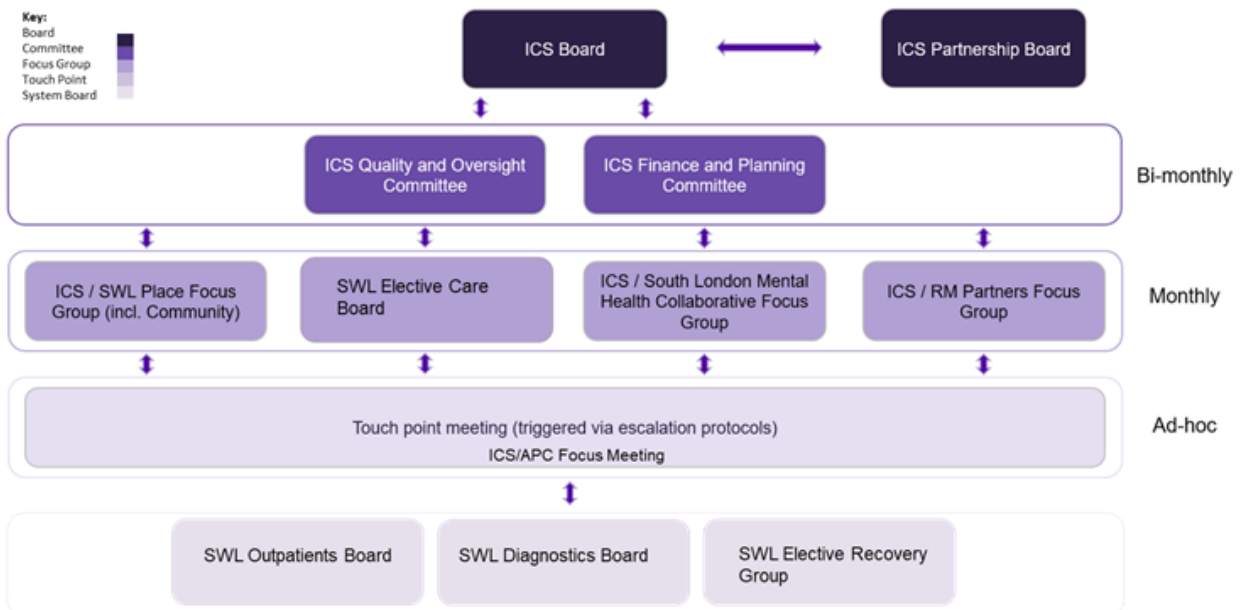 Key:
Board
Committee
Focus Group
Touch Point
System Board
ICS Board
ICS Partnership Board
ICS Quality and Oversight
Committee
ICS Finance and Planning
Committee
Bi-monthly
ICS / SWL Place Focus
Group (incl. Community)
SWL Elective Care
Board
ICS / South London Mental
Health Collaborative Focus
Group
ICS / RM Partners Focus
Group
Monthly
Touch point meeting (triggered via escalation protocols)
ICS/APC Focus Meeting
Ad-hoc
SWL Outpatients Board
SWL Diagnostics Board
SWL Elective Recovery
Group